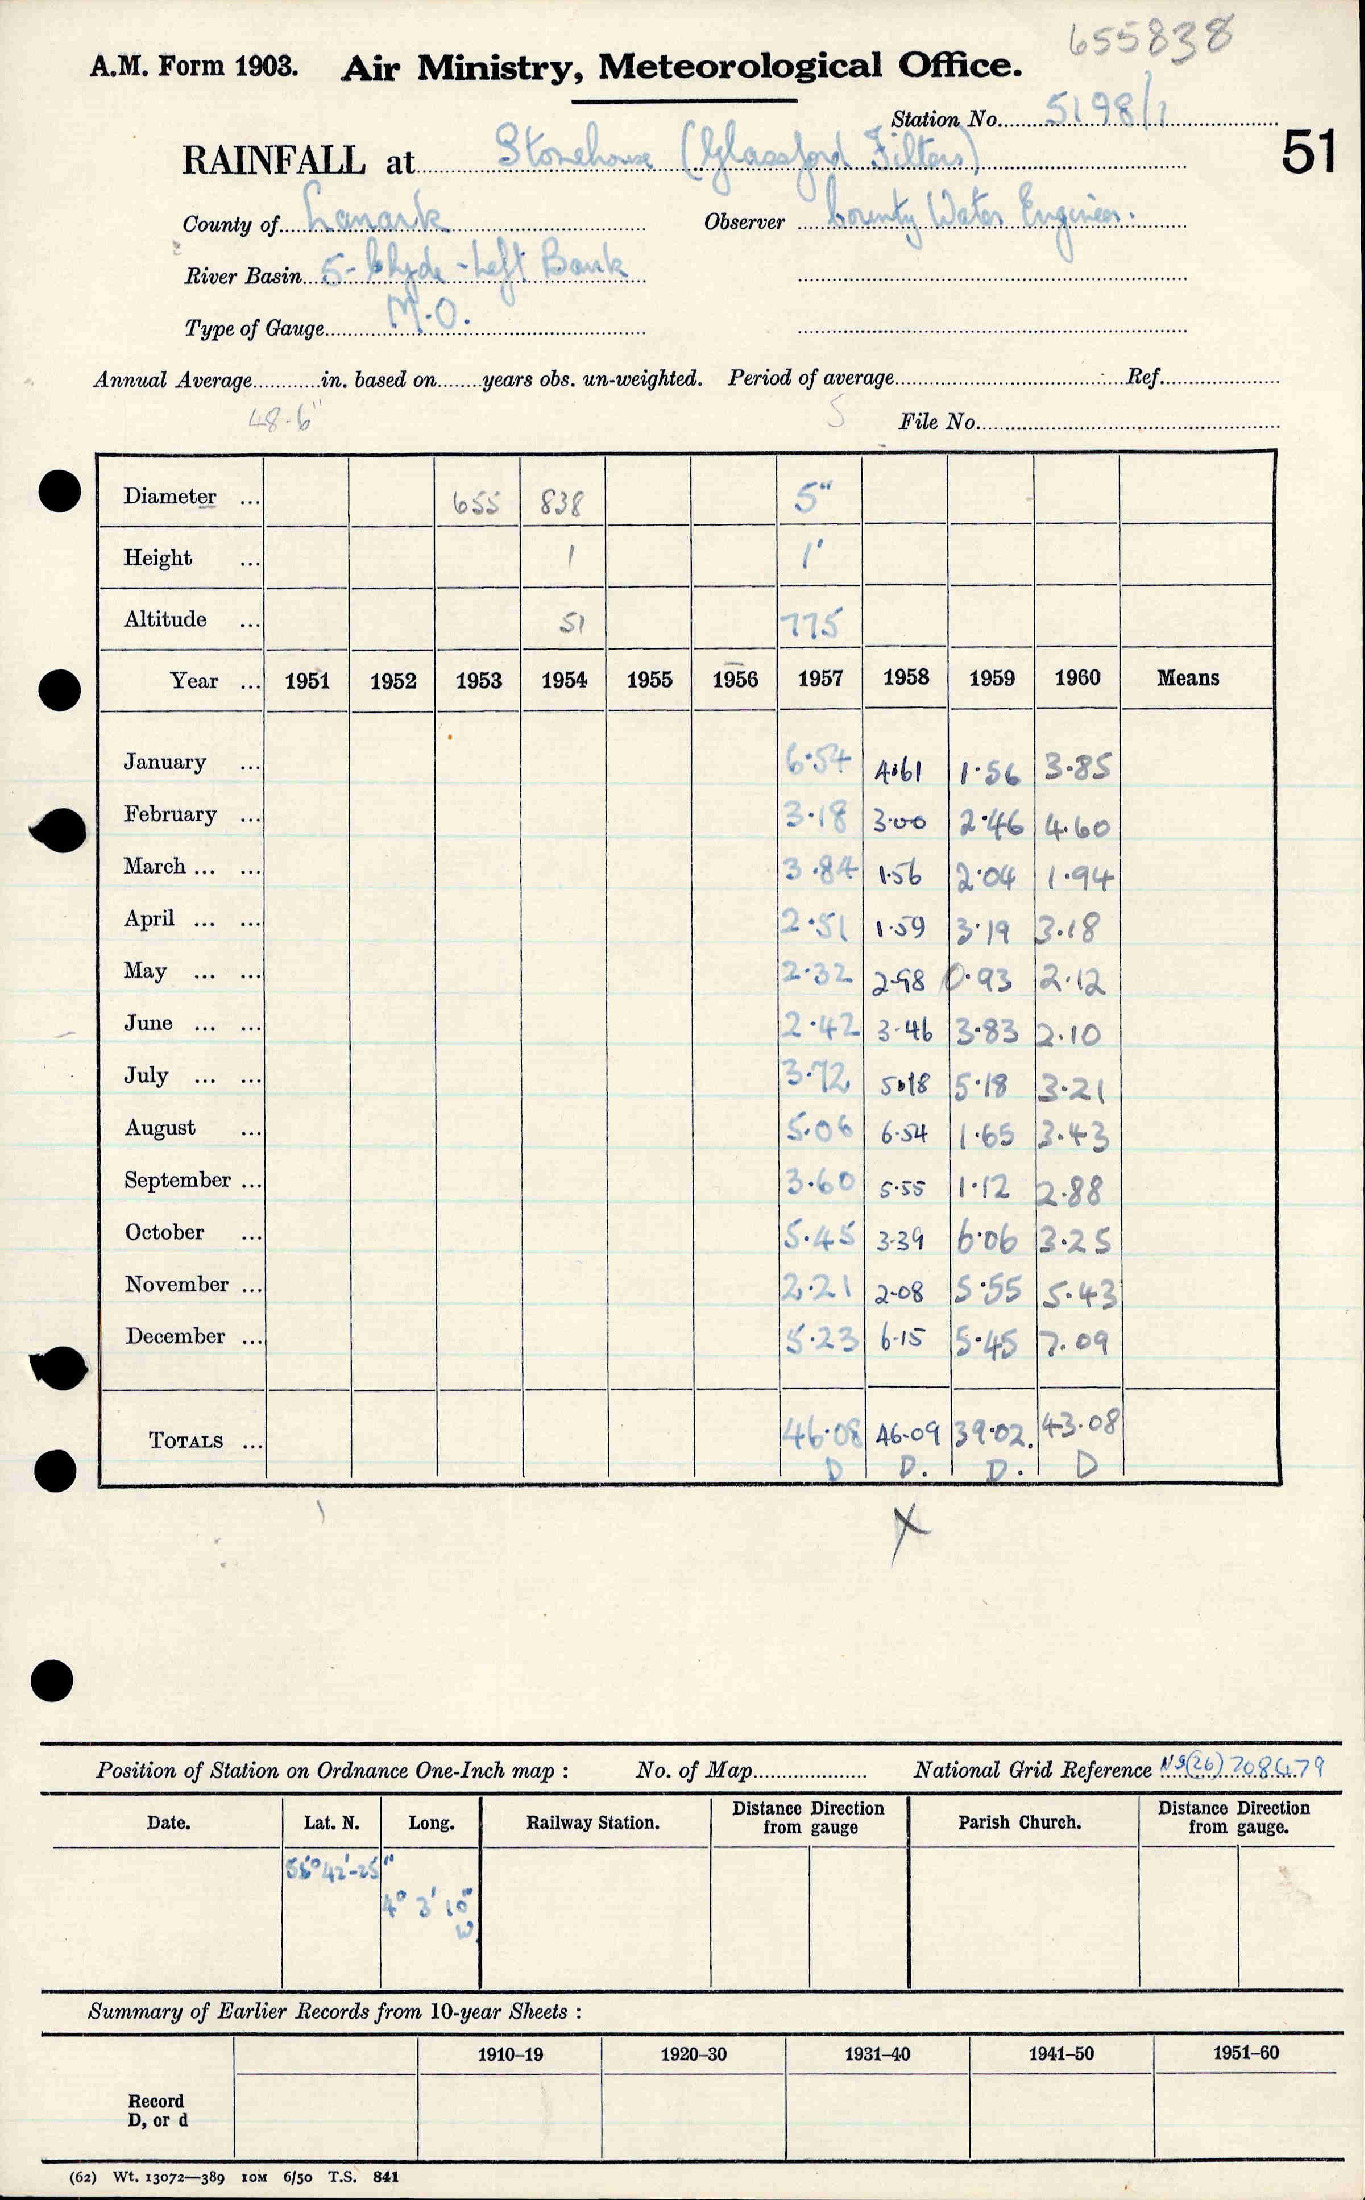 655838
A.M. Form 1903. Air Ministry, Meteorological Office.
Station No. 5198/1
RAINFALL at Stonehouse (Glassford Filters)
51
County of Lanark Observer County Water Engineer.
River Basin 5 - Clyde - Left Bank
Type of Gauge M.O.
Annual Average in. based on years obs. un-weighted. Period of average Ref.
48.6" 5 File No.
Diameter ... 655 838 5"
Height ... 1 1'
Altitude ... 51 775
Year ... 1951 1952 1953 1954 1955 1956 1957 1958 1959 1960 Means
January ... 6.54 4.61 1.56 3.85
February ... 3.18 3.00 2.46 4.60
March ... ... 3.84 1.56 2.04 1.94
April ... ... 2.51 1.59 3.19 3.18
May ... ... 2.32 2.98 0.93 2.12
June ... ... 2.42 3.46 3.83 2.10
July ... ... 3.72 5.18 5.18 3.21
August ... 5.06 6.54 1.65 3.43
September ... 3.60 5.55 1.12 2.88
October ... 5.45 3.39 6.06 3.25
November ... 2.21 2.08 5.55 5.43
December ... 5.23 6.15 5.45 7.09
TOTALS ... 46.08 46.09 39.02. 43.08
D D. D. D
X
Position of Station on Ordnance One-Inch map : No. of Map National Grid Reference NS(26) 708479
Date. Lat. N. Long. Railway Station. Distance Direction from gauge Parish Church. Distance Direction from gauge.
55° 42'-25"
4° 3' 10" W
Summary of Earlier Records from 10-year Sheets :
1910–19 1920–30 1931–40 1941–50 1951–60
Record
D, or d
(62) Wt. 13072—389 10M 6/50 T.S. 841